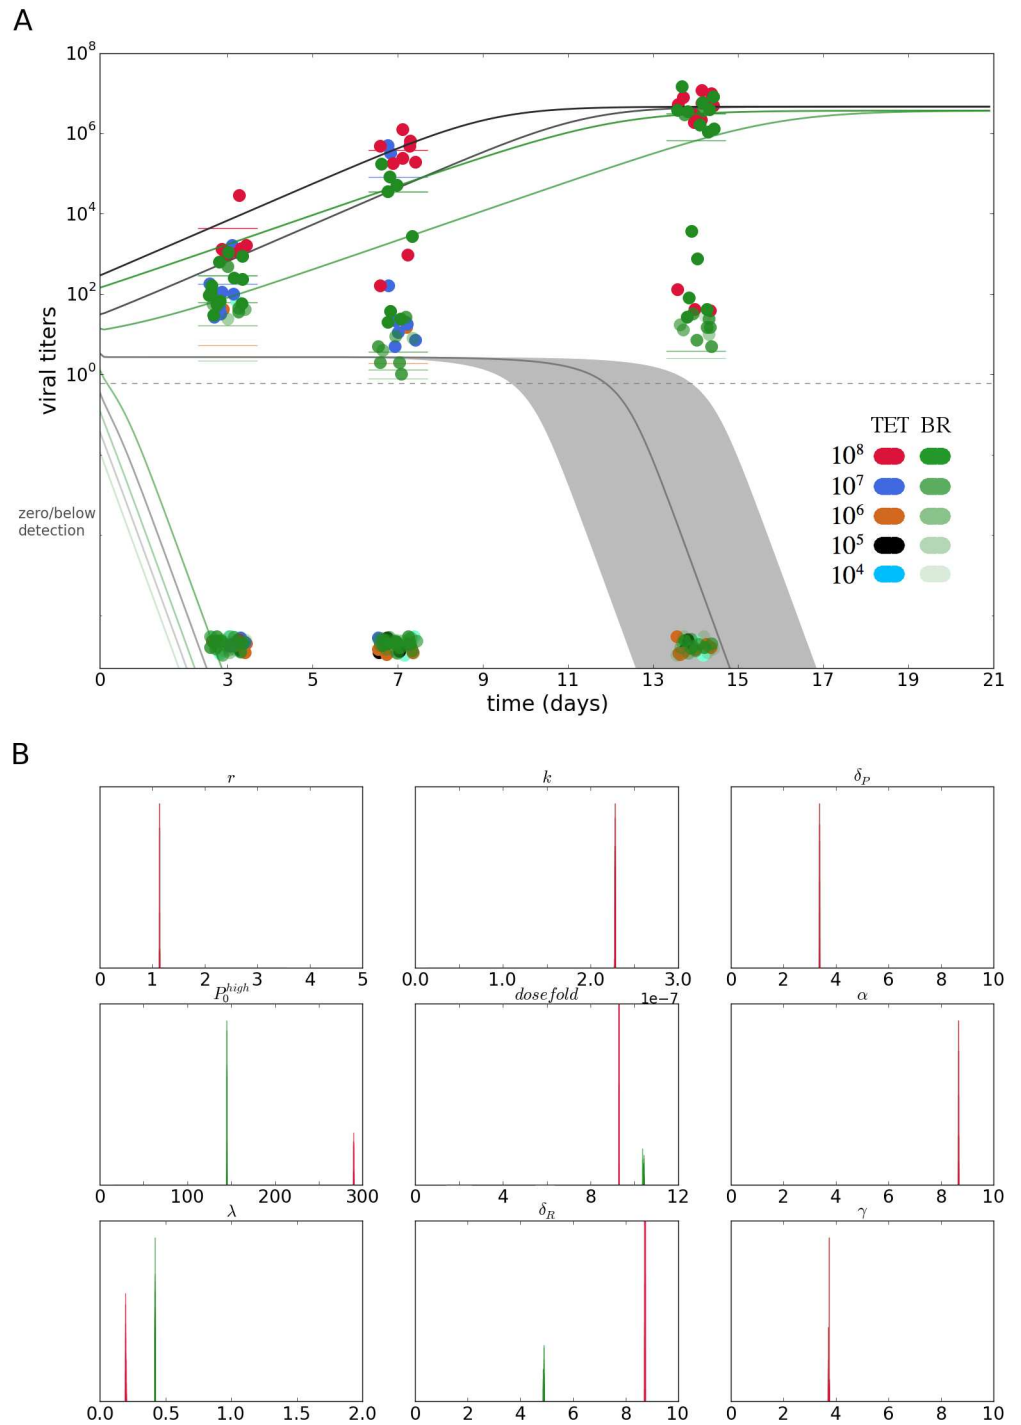 A
10^8
10^6
10^4
10^2
10^0
viral titers
zero/below
detection
TET BR
10^8
10^7
10^6
10^5
10^4
0 3 5 7 9 11 13 15 17 19 21
time (days)
B
r k δ_P
0 1 2 3 4 5
0.0 1.0 2.0 3.0
1e−7
0 2 4 6 8 10
P_0^{high} dosefold α
0 100 200 300
0 4 8 12
0 2 4 6 8 10
λ δ_R γ
0.0 0.5 1.0 1.5 2.0
0 2 4 6 8 10
0 2 4 6 8 10